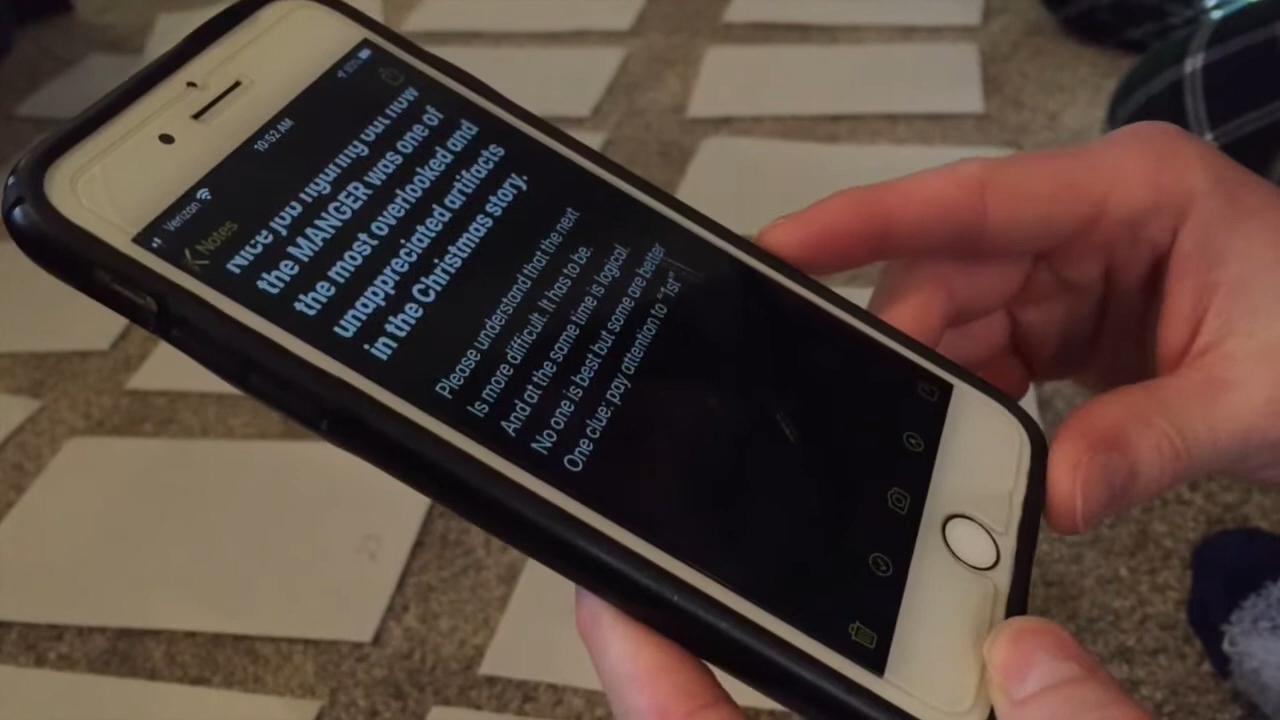 Verizon
10:52 AM
Notes
Nice job figuring out how
the MANGER was one of
the most overlooked and
unappreciated artifacts
in the Christmas story.
Please understand that the next
Is more difficult. It has to be.
And at the same time is logical.
No one is best but some are better
One clue: pay attention to "1st"